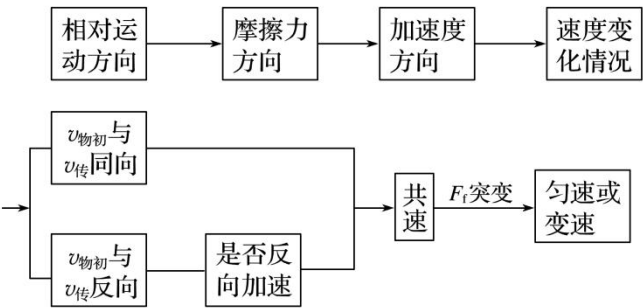 相对运
动方向
摩擦力
方向
加速度
方向
速度变
化情况
v物初与
v传同向
v物初与
v传反向
是否反
向加速
共
速
Ff突变
匀速或
变速